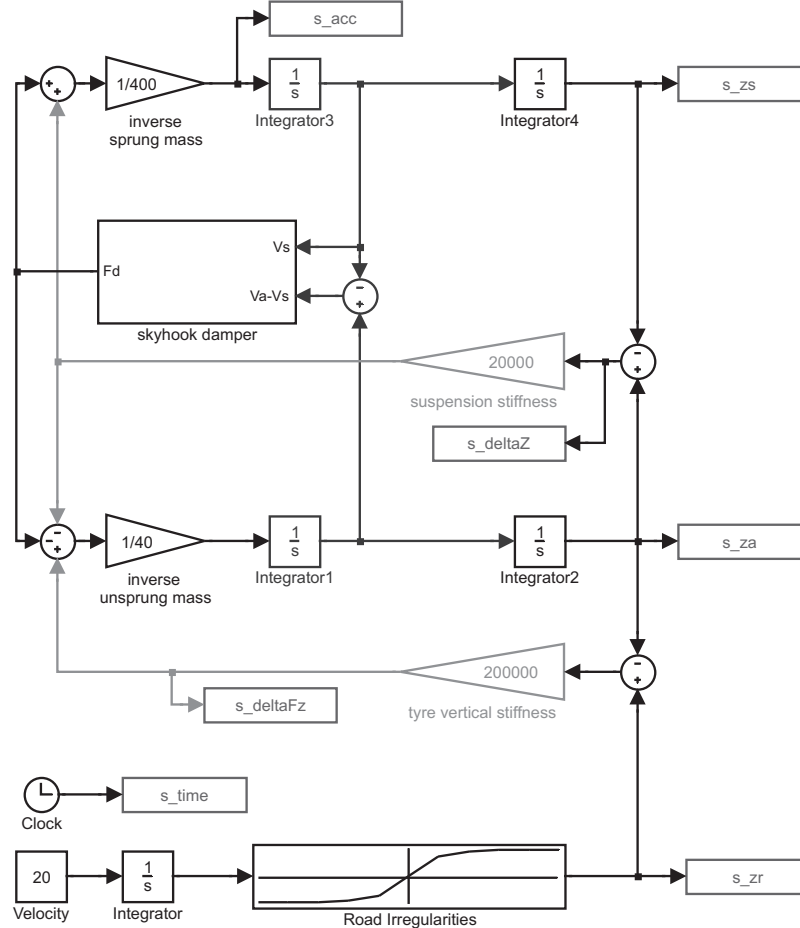 s_acc
+
+
1/400
1
s
1
s
s_zs
inverse
sprung mass
Integrator3
Integrator4
Vs
Fd
Va-Vs
-
+
skyhook damper
20000
-
+
suspension stiffness
s_deltaZ
-
-
+
1/40
1
s
1
s
s_za
inverse
unsprung mass
Integrator1
Integrator2
200000
-
+
s_deltaFz
tyre vertical stiffness
s_time
Clock
20
1
s
s_zr
Velocity
Integrator
Road Irregularities